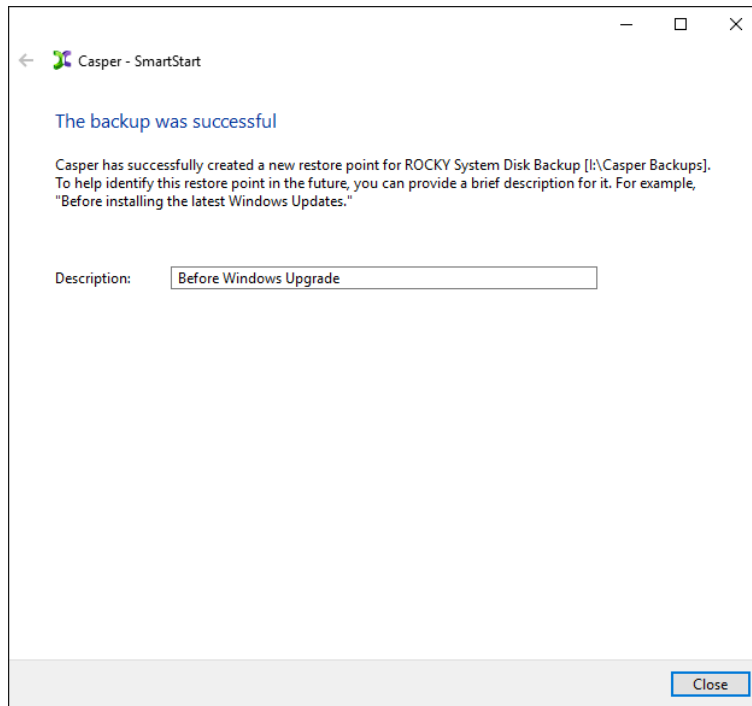 Casper - SmartStart
The backup was successful
Casper has successfully created a new restore point for ROCKY System Disk Backup [I:\Casper Backups].
To help identify this restore point in the future, you can provide a brief description for it. For example,
"Before installing the latest Windows Updates."
Description: Before Windows Upgrade
Close